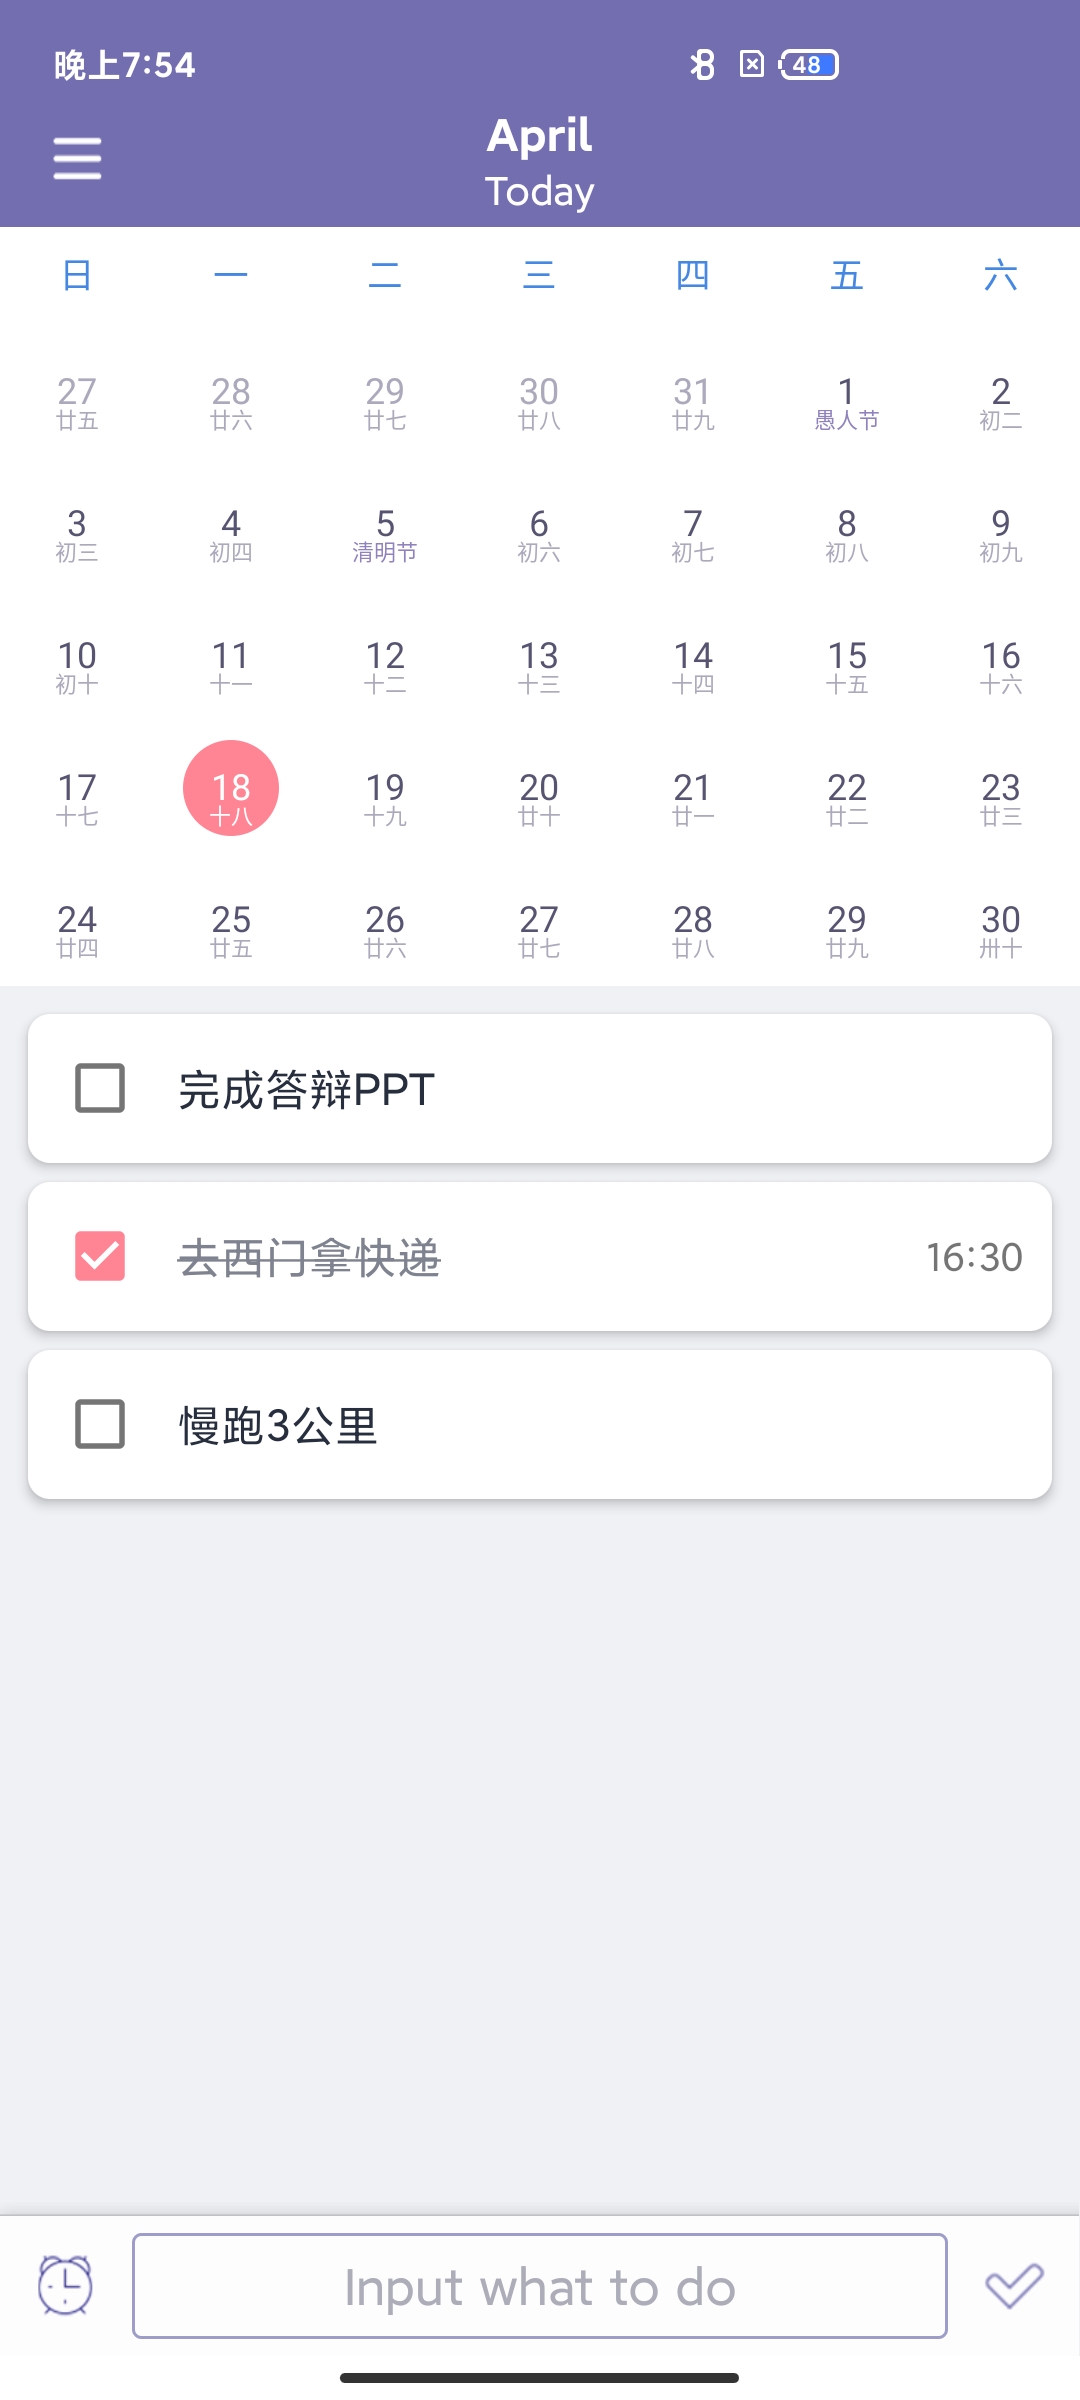 晚上7:54
48
April
Today
日 一 二 三 四 五 六
27 28 29 30 31 1 2
廿五 廿六 廿七 廿八 廿九 愚人节 初二
3 4 5 6 7 8 9
初三 初四 清明节 初六 初七 初八 初九
10 11 12 13 14 15 16
初十 十一 十二 十三 十四 十五 十六
17 18 19 20 21 22 23
十七 十八 十九 廿十 廿一 廿二 廿三
24 25 26 27 28 29 30
廿四 廿五 廿六 廿七 廿八 廿九 卅十
完成答辩PPT
去西门拿快递 16:30
慢跑3公里
Input what to do